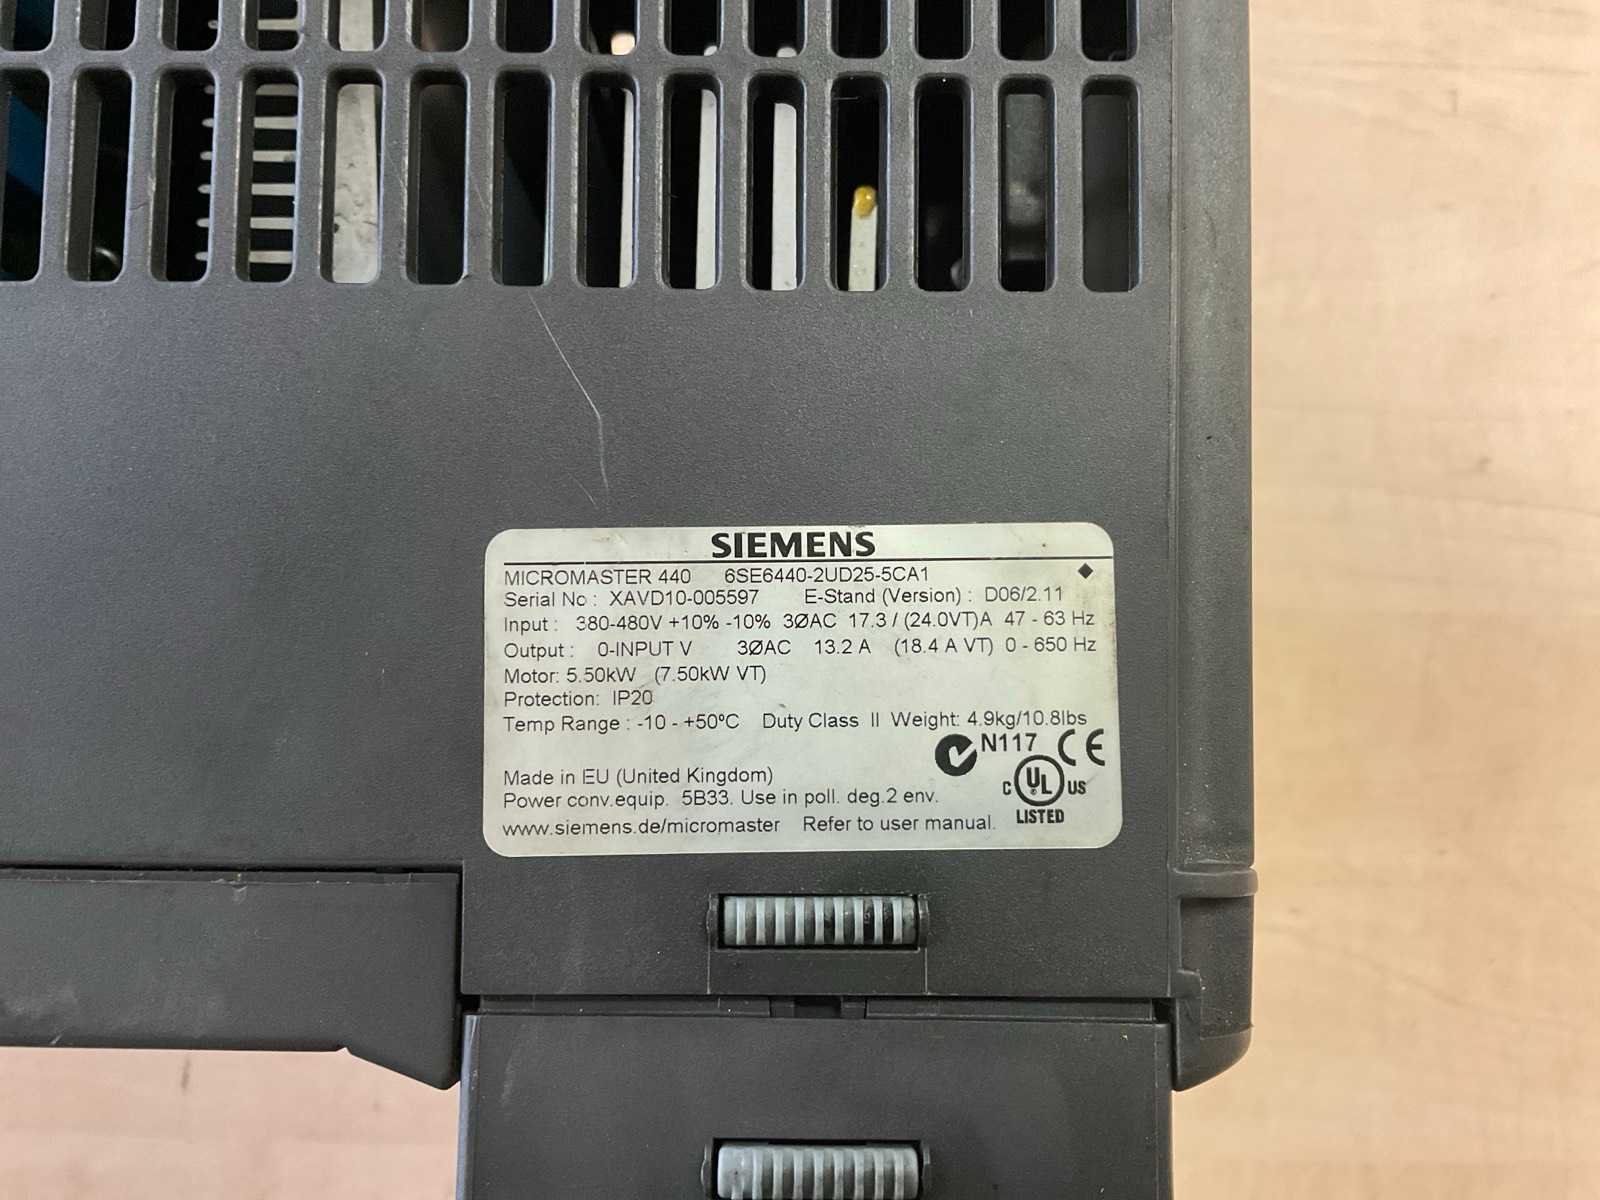 SIEMENS
MICROMASTER 440 6SE6440-2UD25-5CA1
Serial No : XAVD10-005597 E-Stand (Version) : D06/2.11
Input : 380-480V +10% -10% 3ØAC 17.3 / (24.0VT)A 47 - 63 Hz
Output : 0-INPUT V 3ØAC 13.2 A (18.4 A VT) 0 - 650 Hz
Motor: 5.50kW (7.50kW VT)
Protection: IP20
Temp Range : -10 - +50ºC Duty Class II Weight: 4.9kg/10.8lbs
N117 CE
Made in EU (United Kingdom)
Power conv.equip. 5B33. Use in poll. deg.2 env.
C UL US
®
LISTED
www.siemens.de/micromaster Refer to user manual.